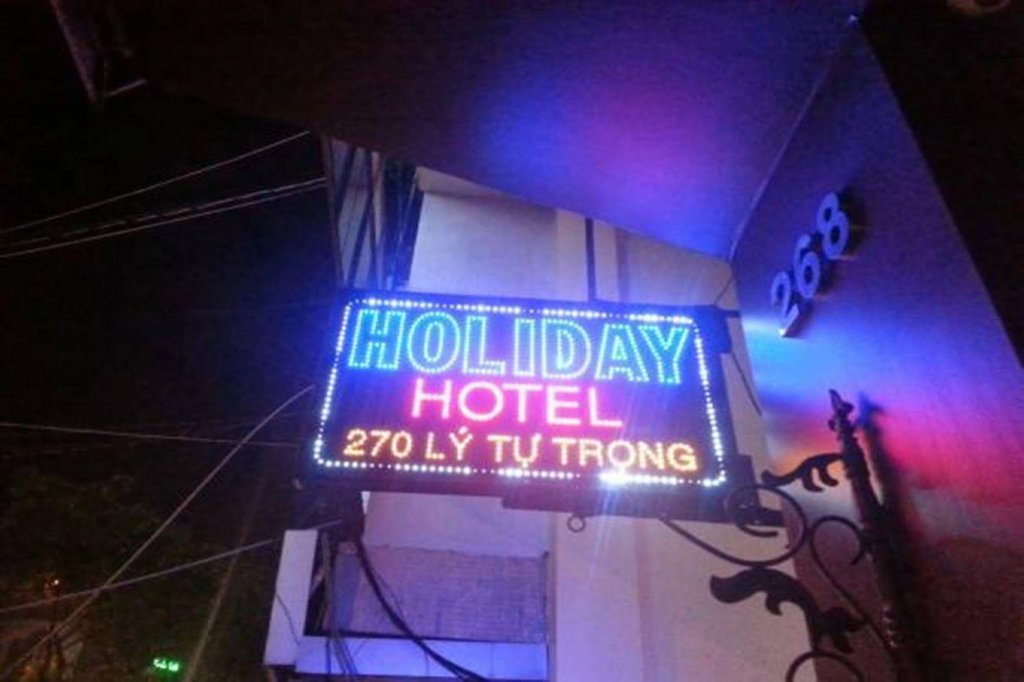 HOLIDAY
HOTEL
270 LÝ TỰ TRỌNG
268